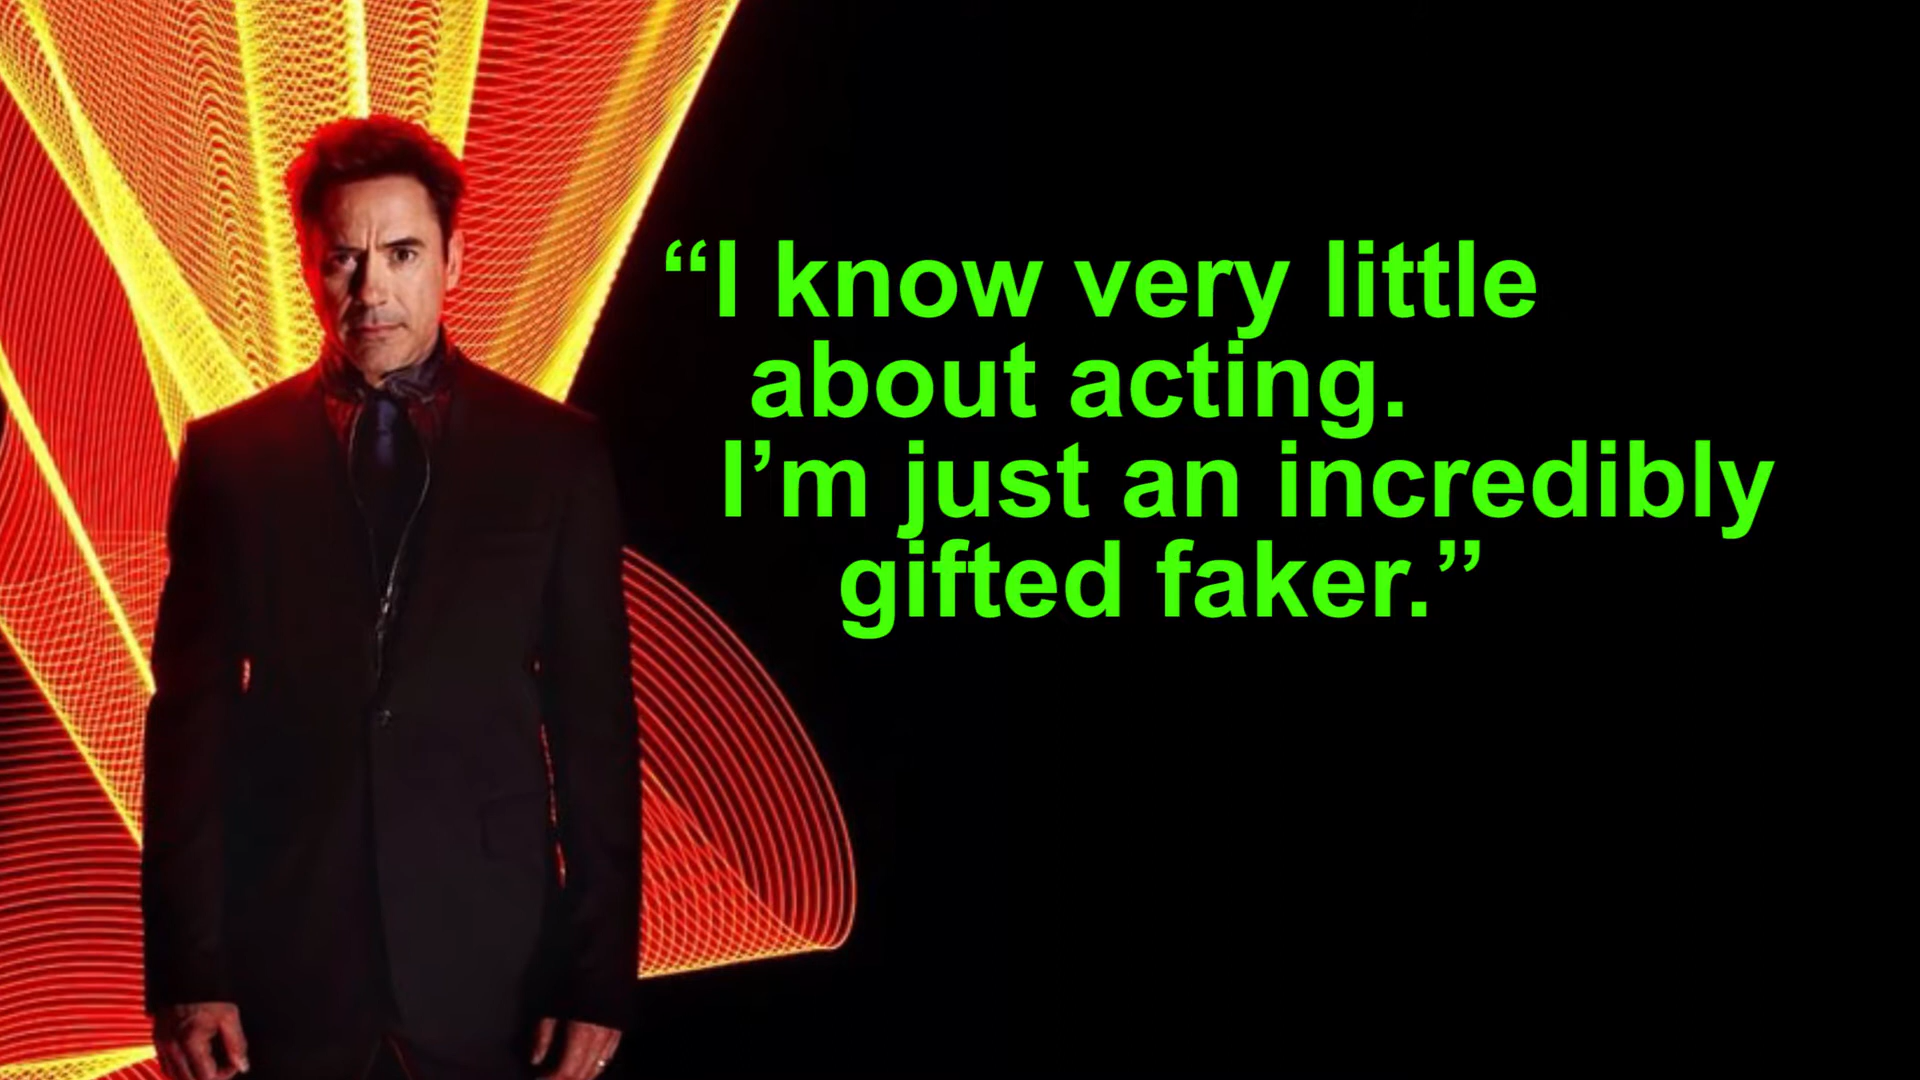 “I know very little
about acting.
I’m just an incredibly
gifted faker.”